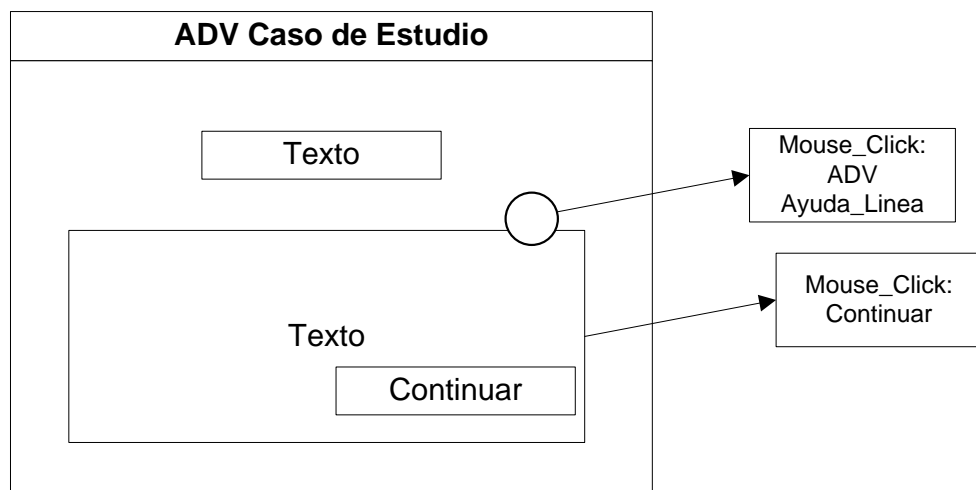 ADV Caso de Estudio
Texto
Mouse_Click:
ADV
Ayuda_Linea
Mouse_Click:
Continuar
Texto
Continuar